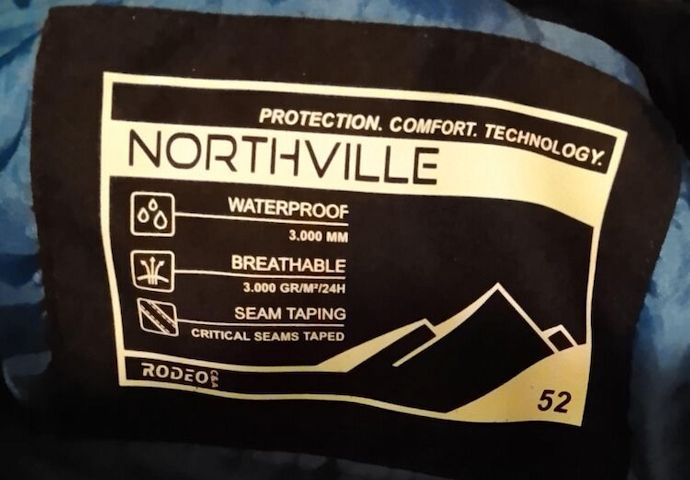 PROTECTION. COMFORT. TECHNOLOGY.
NORTHVILLE
WATERPROOF
3.000 MM
BREATHABLE
3.000 GR/M²/24H
SEAM TAPING
CRITICAL SEAMS TAPED
RODEO C&A
52